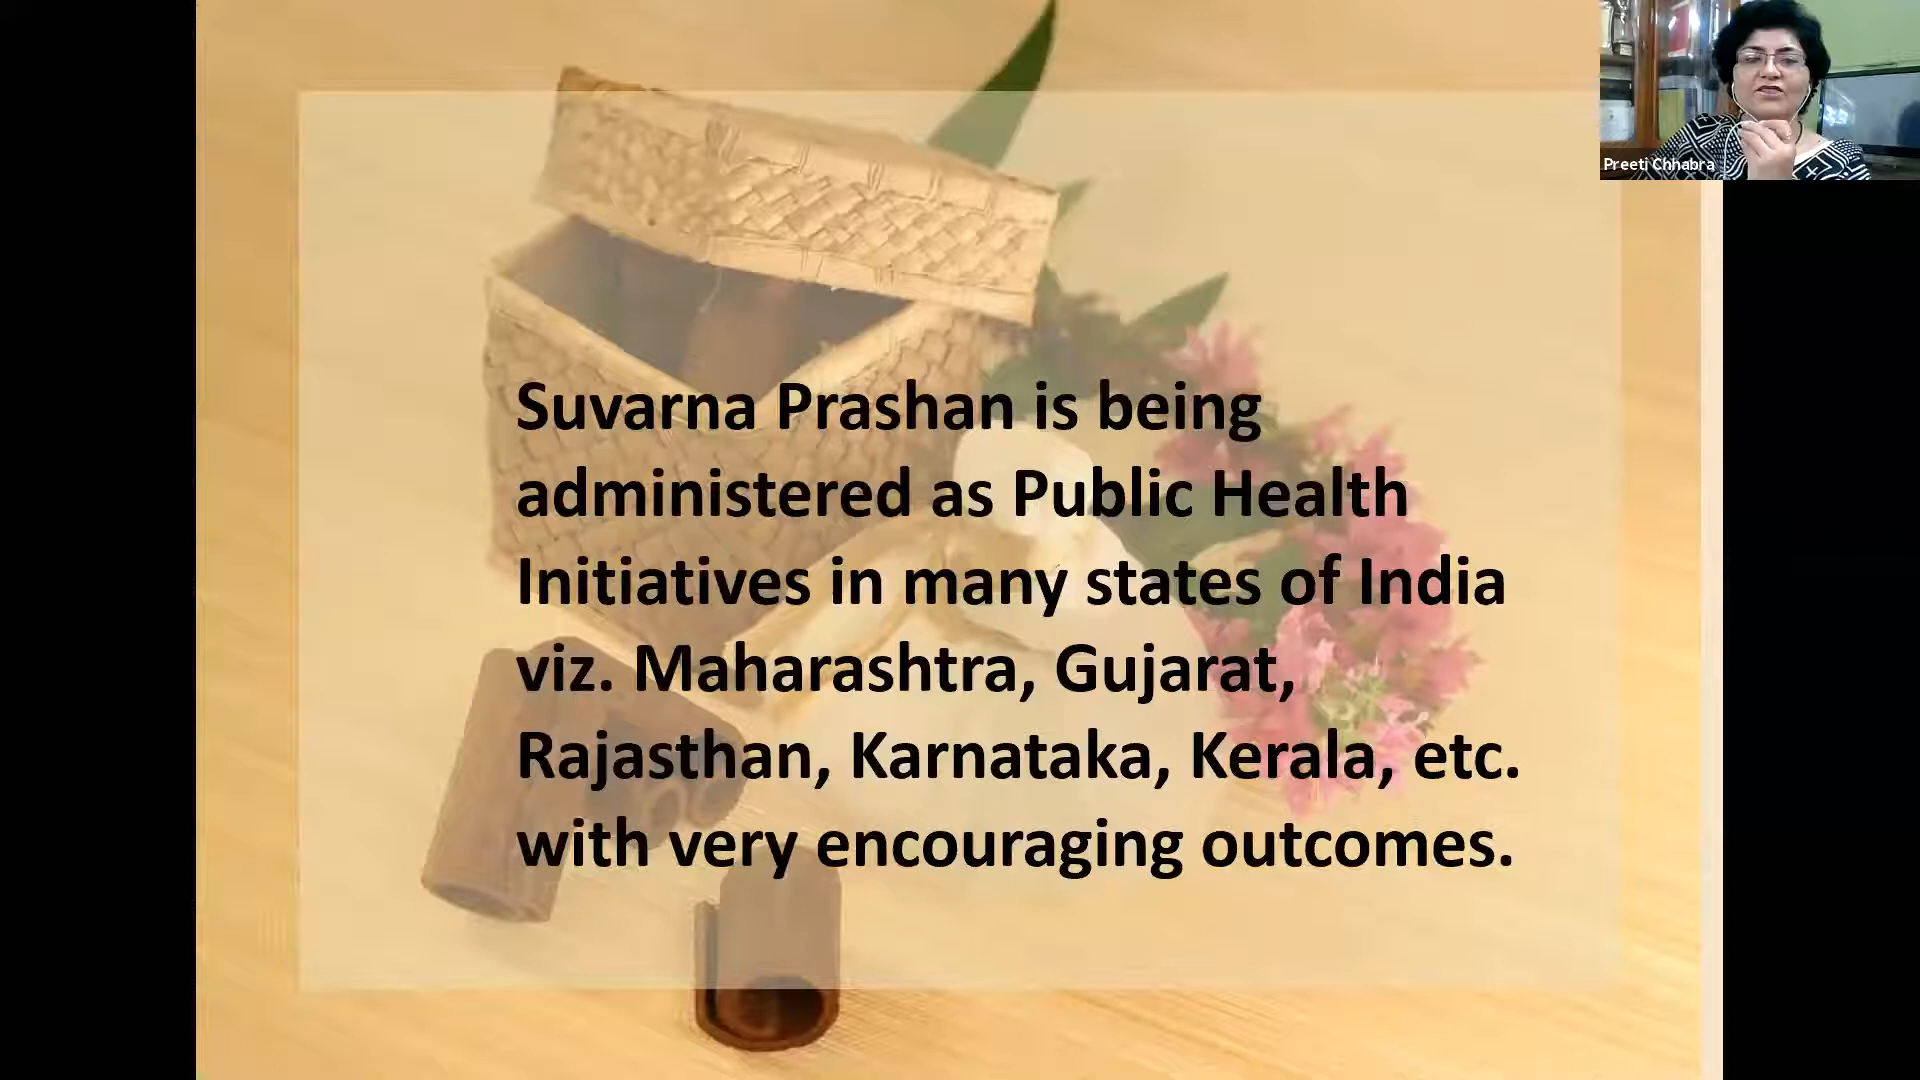 Preeti Chhabra
Suvarna Prashan is being
administered as Public Health
Initiatives in many states of India
viz. Maharashtra, Gujarat,
Rajasthan, Karnataka, Kerala, etc.
with very encouraging outcomes.